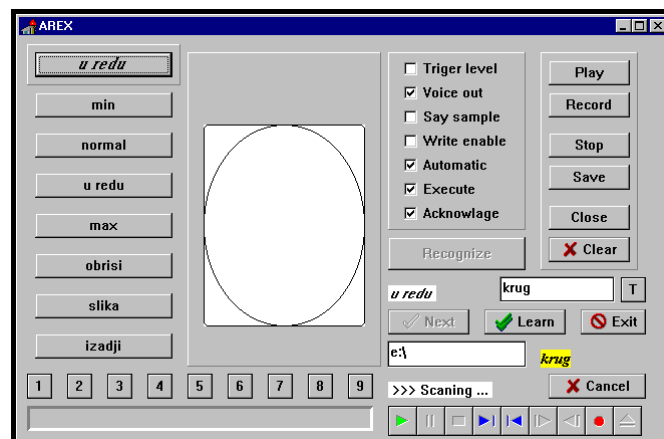 AREX
u redu
min
normal
u redu
max
obrisi
slika
izadji
1 2 3 4 5 6 7 8 9
Triger level
Voice out
Say sample
Write enable
Automatic
Execute
Acknowlage
Recognize
Play
Record
Stop
Save
Close
Clear
u redu
krug
T
Next
Learn
Exit
e:\
krug
>>> Scaning ...
Cancel